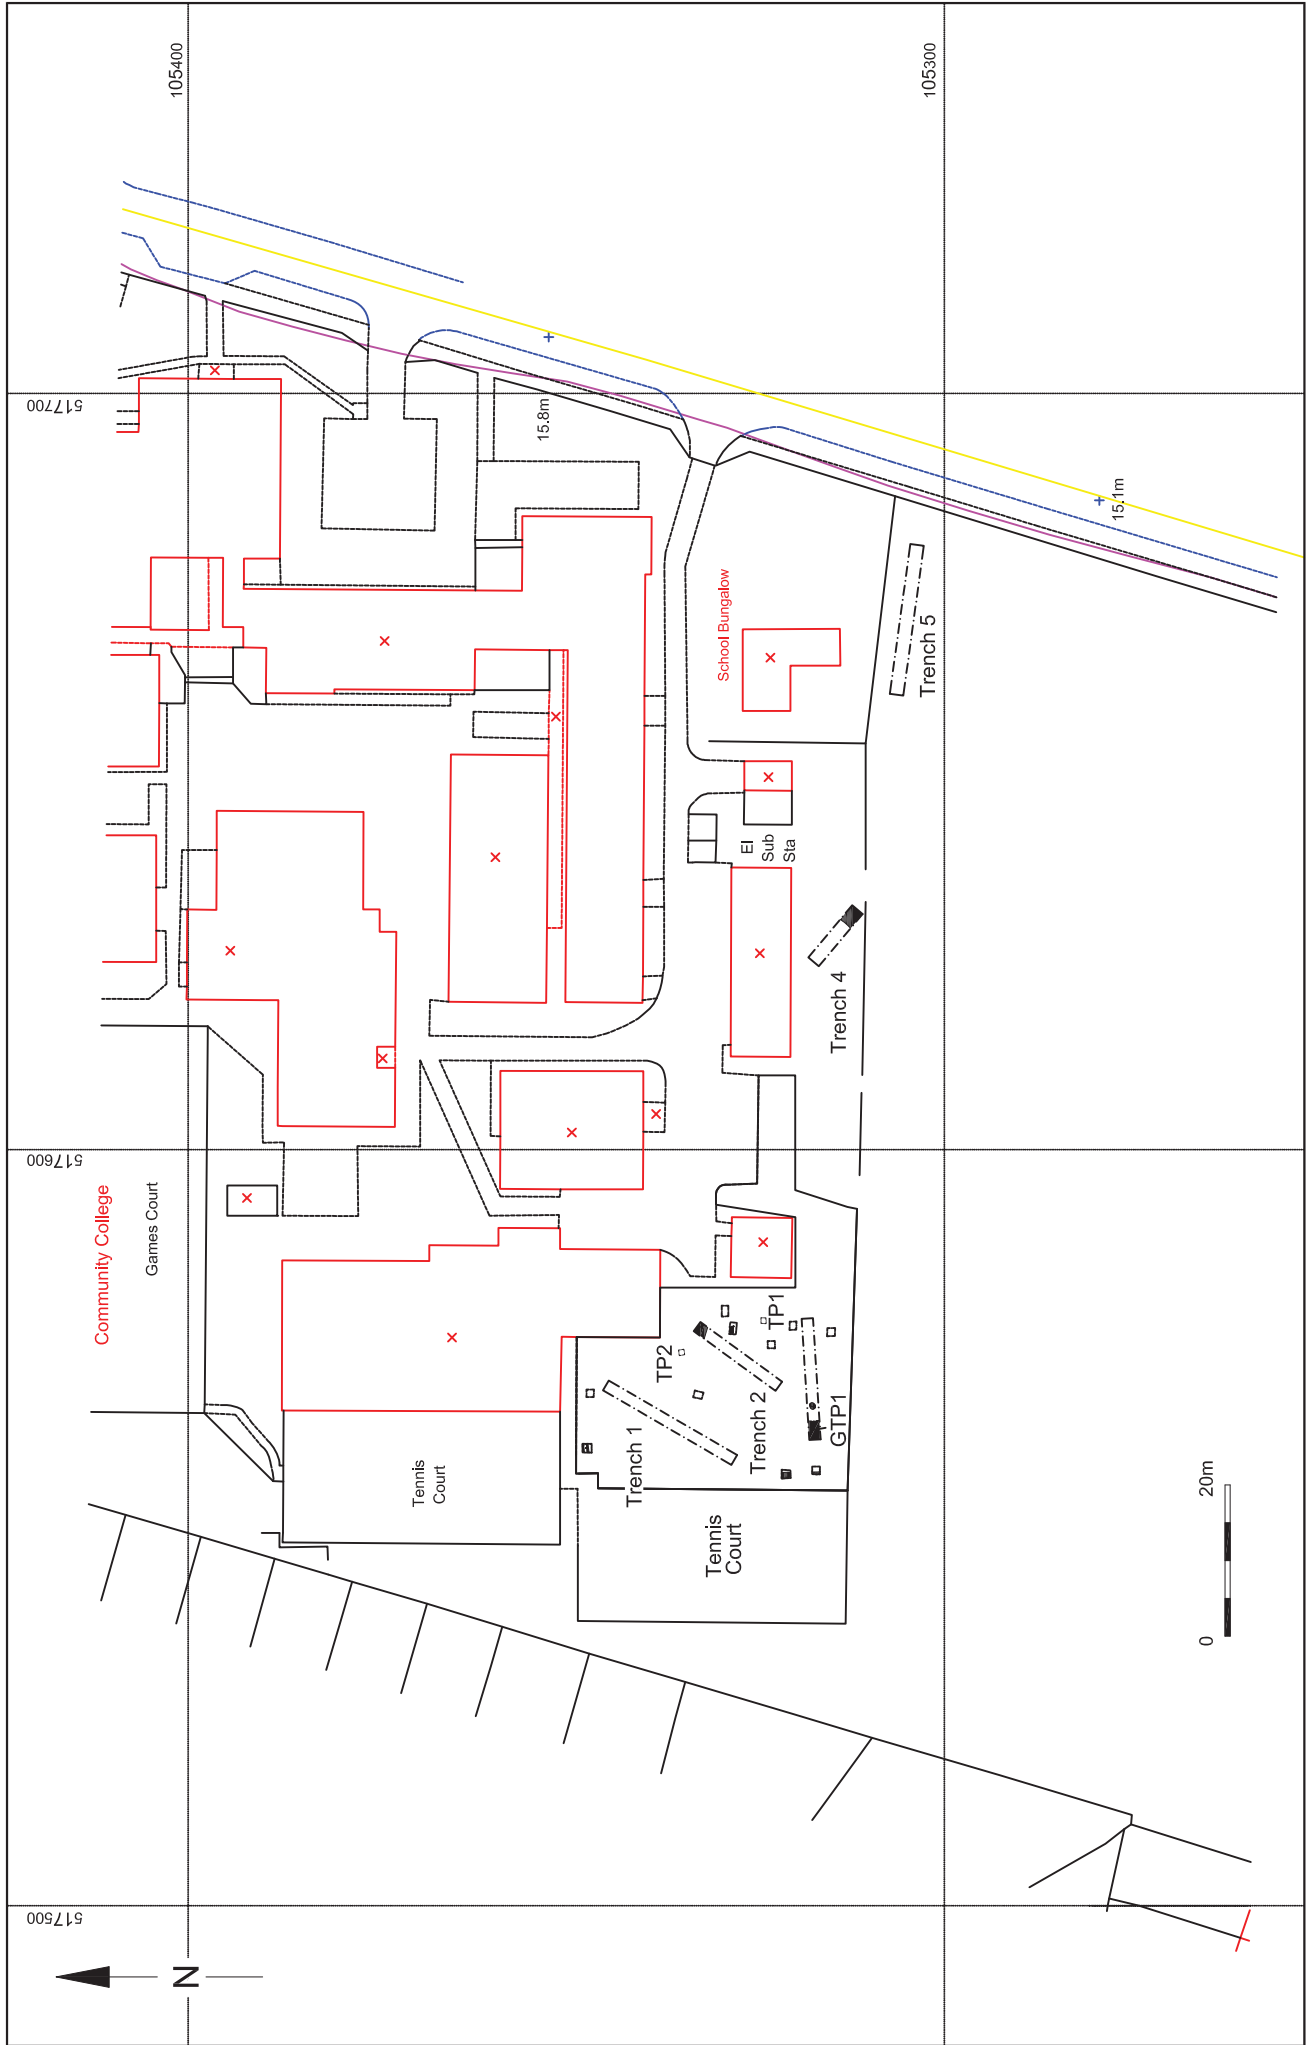 105400
105300
517700
517600
517500
15.8m
15.1m
School Bungalow
Trench 5
El
Sub
Sta
Trench 4
Community College
Games Court
TP1
TP2
Trench 2
GTP1
Trench 1
Tennis
Court
Tennis
Court
0
20m
N